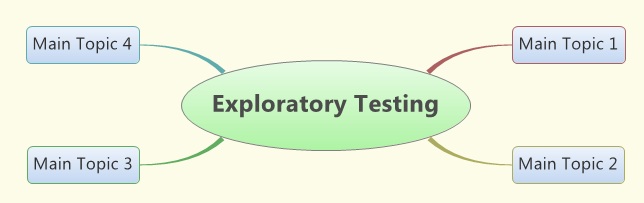 Main Topic 4
Main Topic 1
Exploratory Testing
Main Topic 3
Main Topic 2